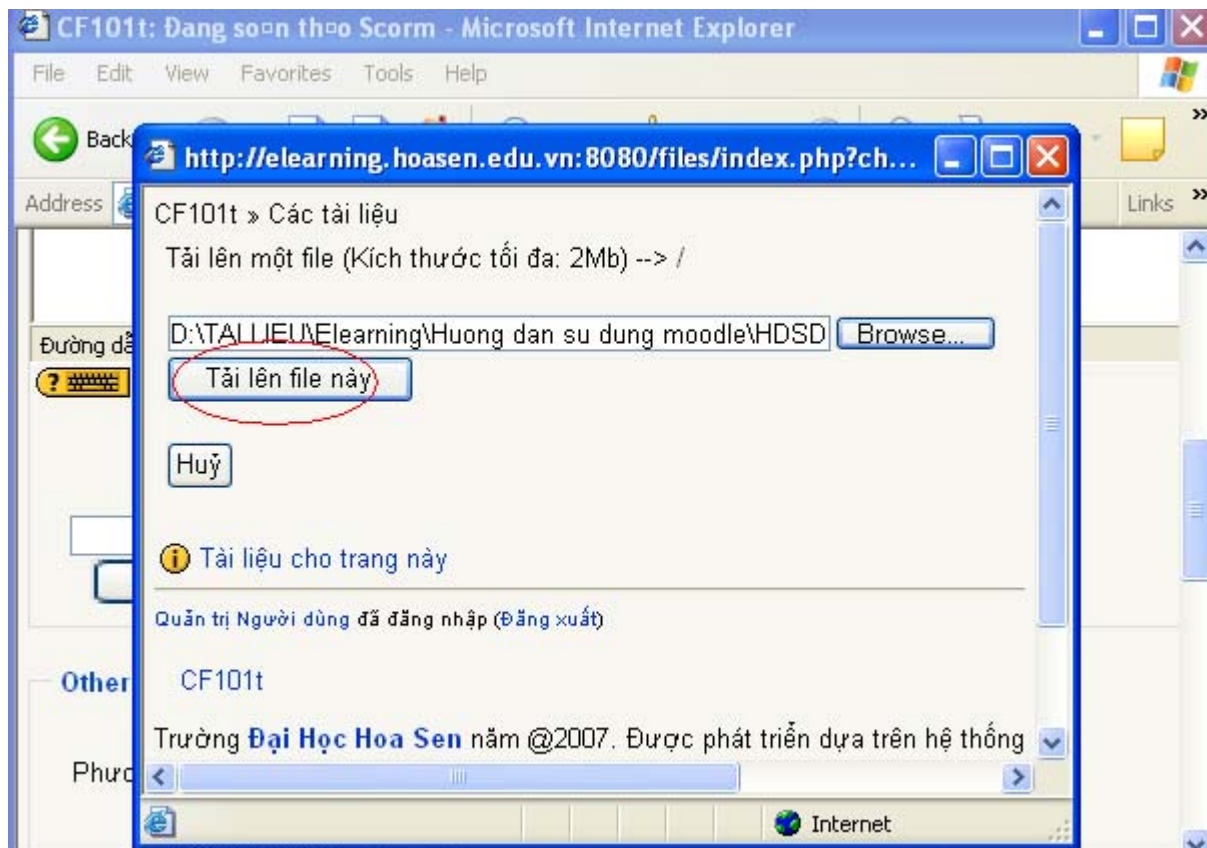 CF101t: Đang so¤n th¤o Scorm - Microsoft Internet Explorer
File Edit View Favorites Tools Help
Back
http://elearning.hoasen.edu.vn:8080/files/index.php?ch...
Address
Links
CF101t » Các tài liệu
Tải lên một file (Kích thước tối đa: 2Mb) --> /
D:\TAI LIEU\Elearning\Huong dan su dung moodle\HDSD Browse...
Đường dẫ
Tải lên file này
Huỷ
Tài liệu cho trang này
Quản trị Người dùng đã đăng nhập (Đăng xuất)
Other
CF101t
Trường Đại Học Hoa Sen năm @2007. Được phát triển dựa trên hệ thống
Phươ
Internet